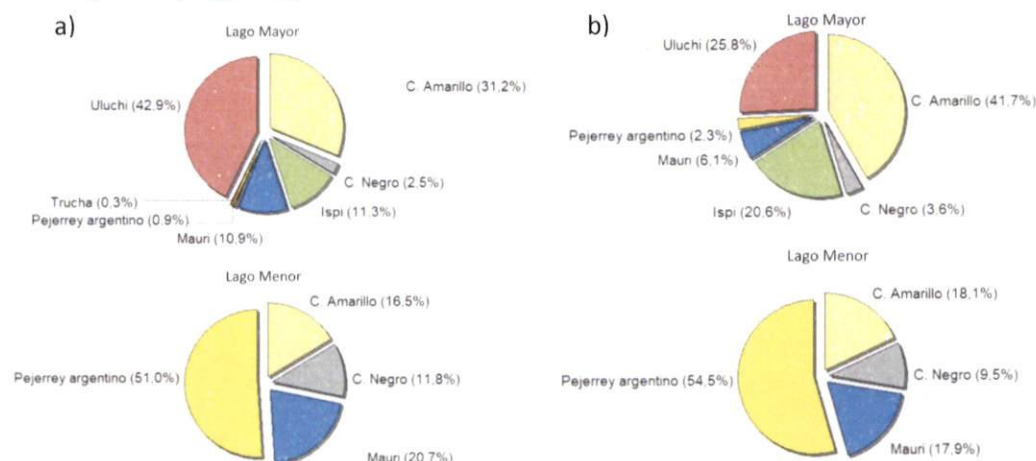 a)
Lago Mayor
C. Amarillo (31,2%)
Uluchi (42.9%)
C. Negro (2.5%)
Trucha (0.3%)
Ispi (11.3%)
Pejerrey argentino (0.9%)
Mauri (10.9%)
Lago Menor
C. Amarillo (16.5%)
Pejerrey argentino (51.0%)
C. Negro (11.8%)
Mauri (20.7%)
b)
Lago Mayor
Uluchi (25.8%)
C. Amarillo (41,7%)
Pejerrey argentino (2.3%)
Mauri (6,1%)
C. Negro (3.6%)
Ispi (20.6%)
Lago Menor
C. Amarillo (18,1%)
Pejerrey argentino (54,5%)
C. Negro (9,5%)
Mauri (17,9%)